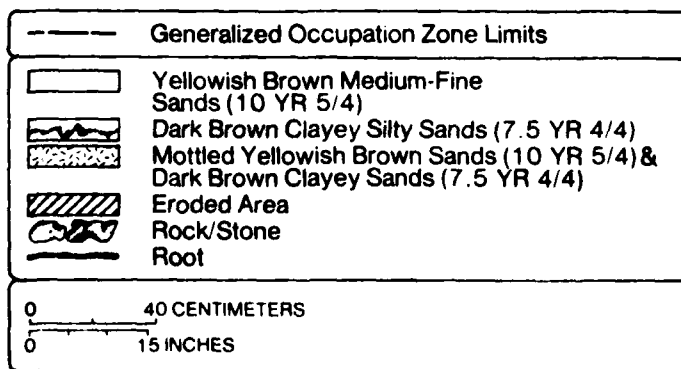 Generalized Occupation Zone Limits
Yellowish Brown Medium-Fine
Sands (10 YR 5/4)
Dark Brown Clayey Silty Sands (7.5 YR 4/4)
Mottled Yellowish Brown Sands (10 YR 5/4) &
Dark Brown Clayey Sands (7.5 YR 4/4)
Eroded Area
Rock/Stone
Root
0 40 CENTIMETERS
0 15 INCHES